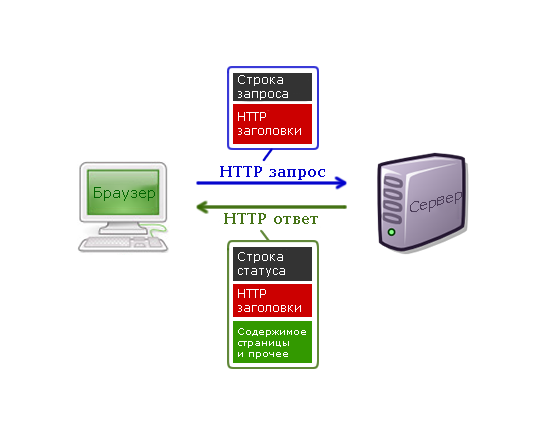 Строка
запроса
HTTP
заголовки
HTTP запрос
Браузер
Сервер
HTTP ответ
Строка
статуса
HTTP
заголовки
Содержимое
страницы
и прочее